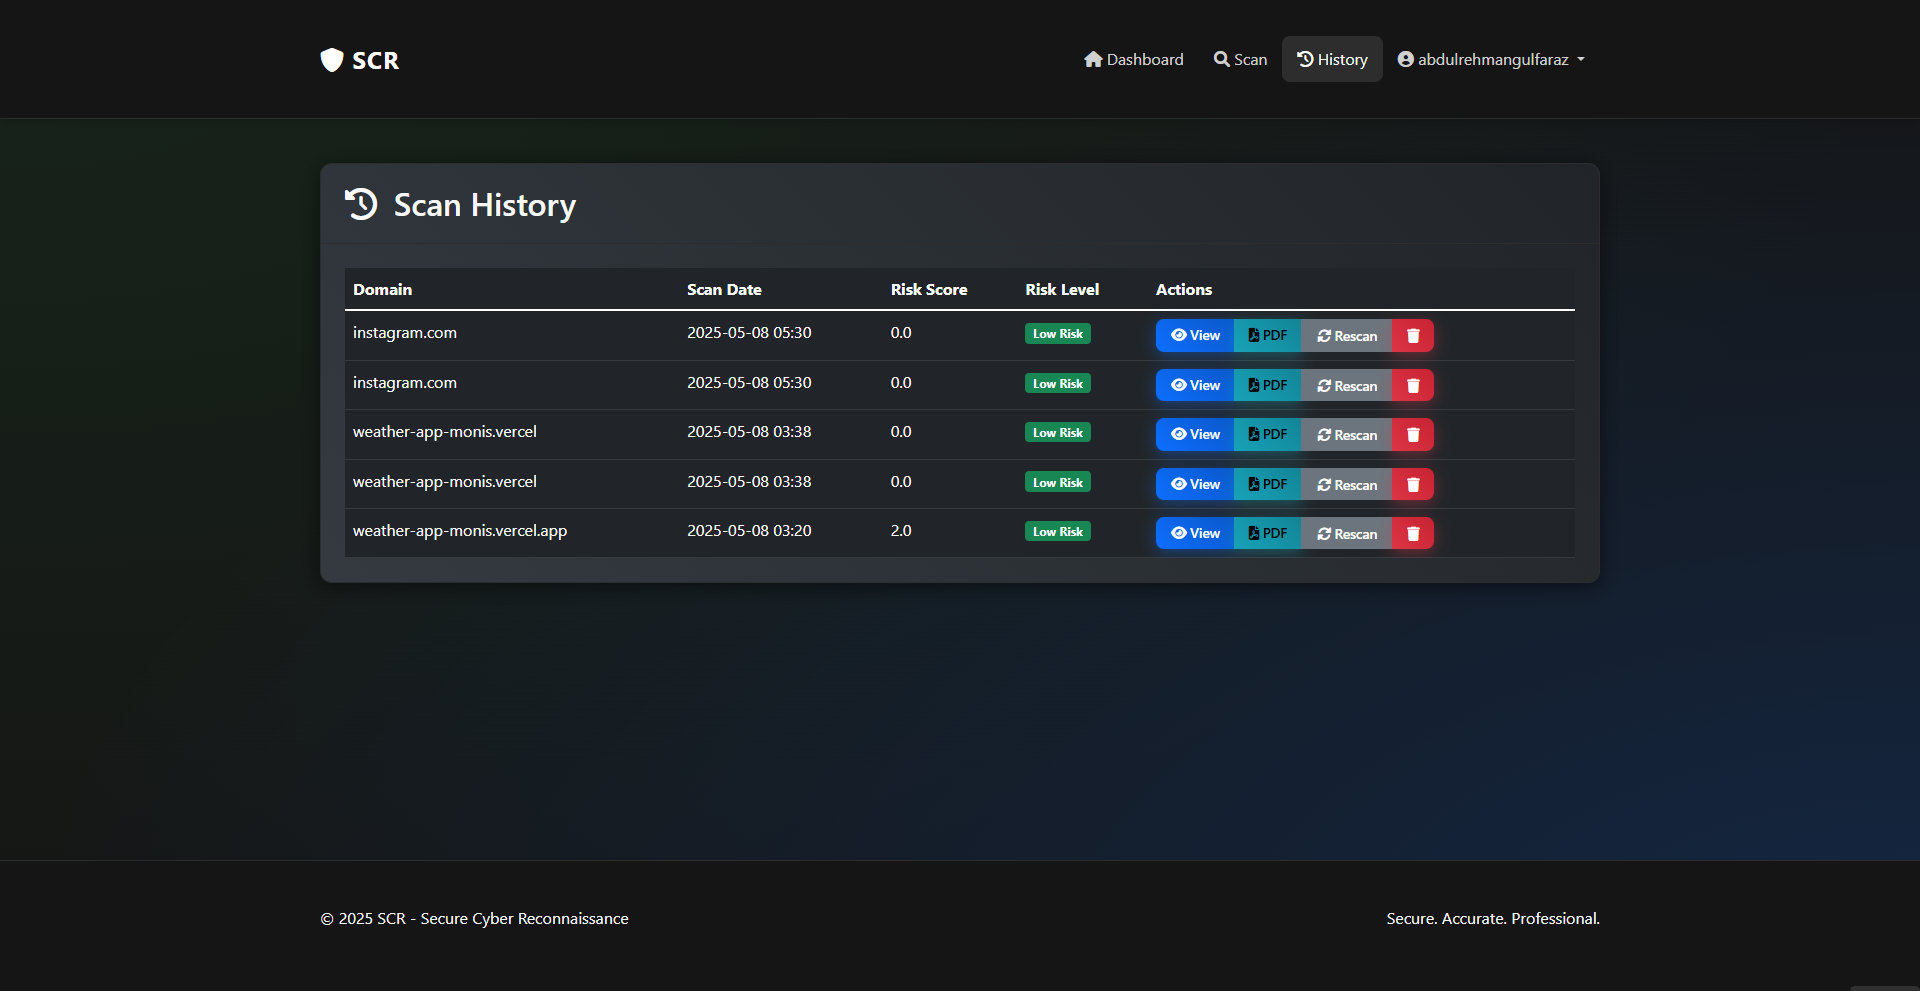 SCR
Dashboard Scan History abdulrehmangulfaraz
Scan History
Domain Scan Date Risk Score Risk Level Actions
instagram.com 2025-05-08 05:30 0.0 Low Risk View PDF Rescan
instagram.com 2025-05-08 05:30 0.0 Low Risk View PDF Rescan
weather-app-monis.vercel 2025-05-08 03:38 0.0 Low Risk View PDF Rescan
weather-app-monis.vercel 2025-05-08 03:38 0.0 Low Risk View PDF Rescan
weather-app-monis.vercel.app 2025-05-08 03:20 2.0 Low Risk View PDF Rescan
© 2025 SCR - Secure Cyber Reconnaissance
Secure. Accurate. Professional.